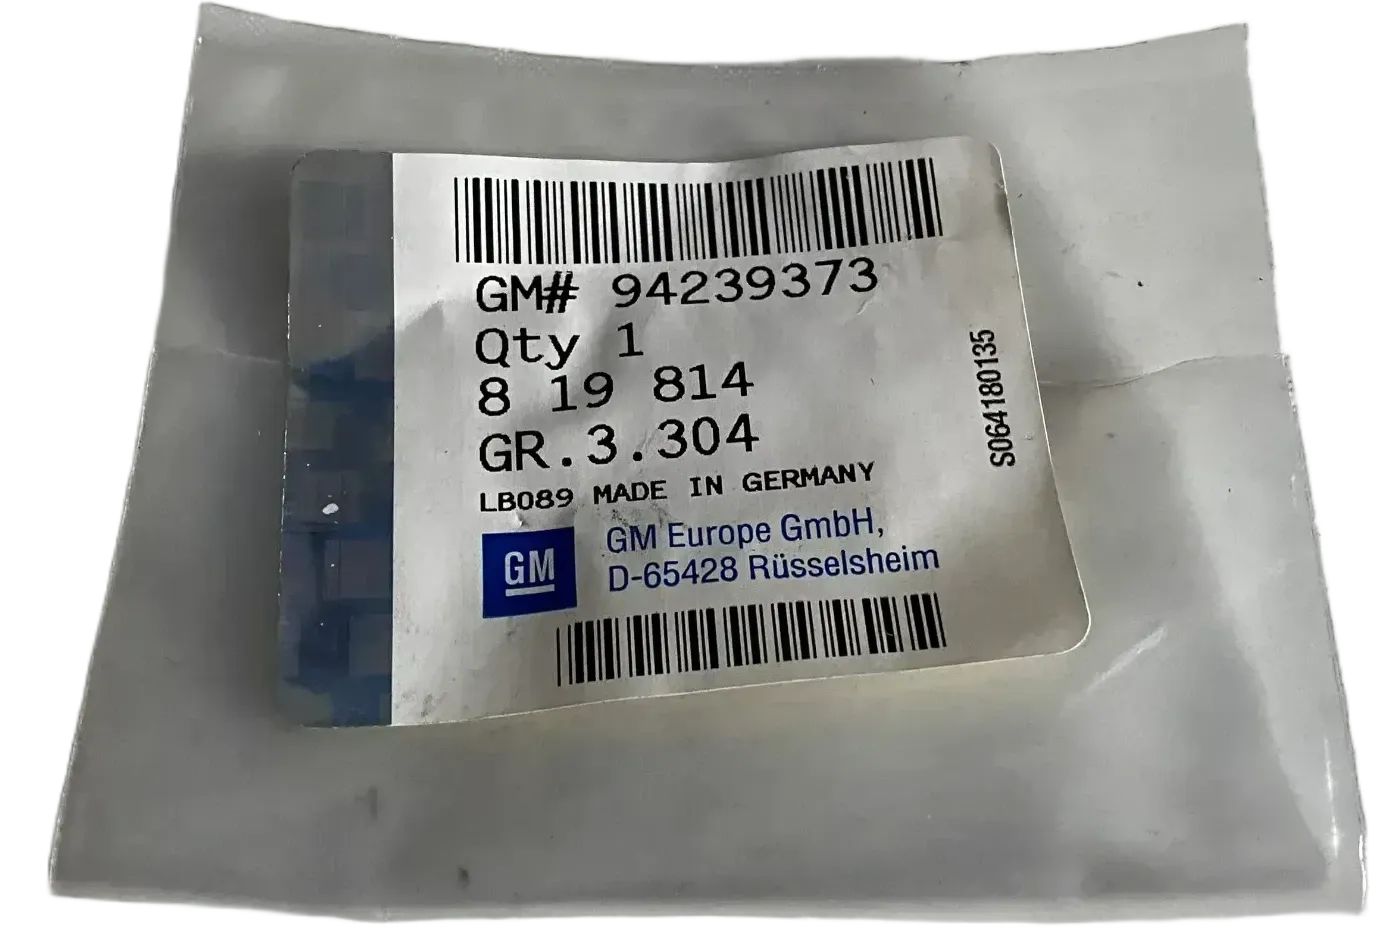 GM# 94239373
Qty 1
8 19 814
GR.3.304
LB089 MADE IN GERMANY
GM
GM Europe GmbH,
D-65428 Rüsselsheim
S064180135